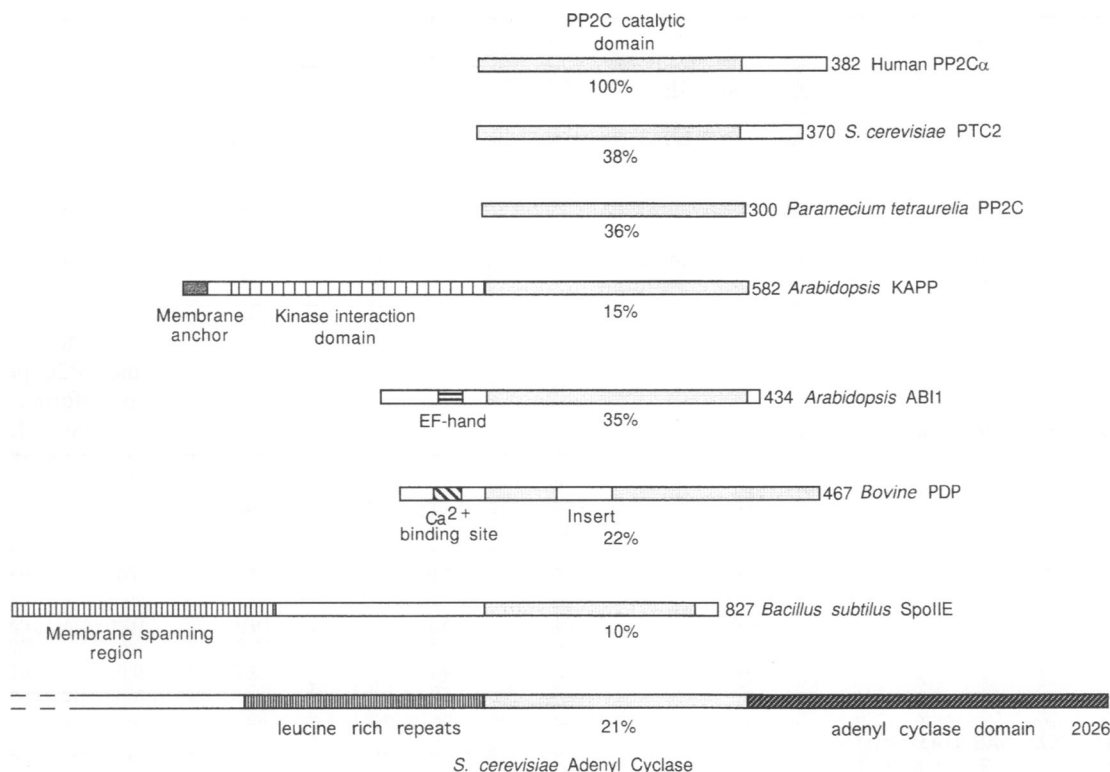 PP2C catalytic
domain
382 Human PP2Cα
100%
370 S. cerevisiae PTC2
38%
300 Paramecium tetraurelia PP2C
36%
582 Arabidopsis KAPP
Membrane
anchor
Kinase interaction
domain
15%
434 Arabidopsis ABI1
EF-hand
35%
467 Bovine PDP
Ca2+
binding site
Insert
22%
827 Bacillus subtilus SpoIIE
Membrane spanning
region
10%
leucine rich repeats
21%
adenyl cyclase domain
2026
S. cerevisiae Adenyl Cyclase